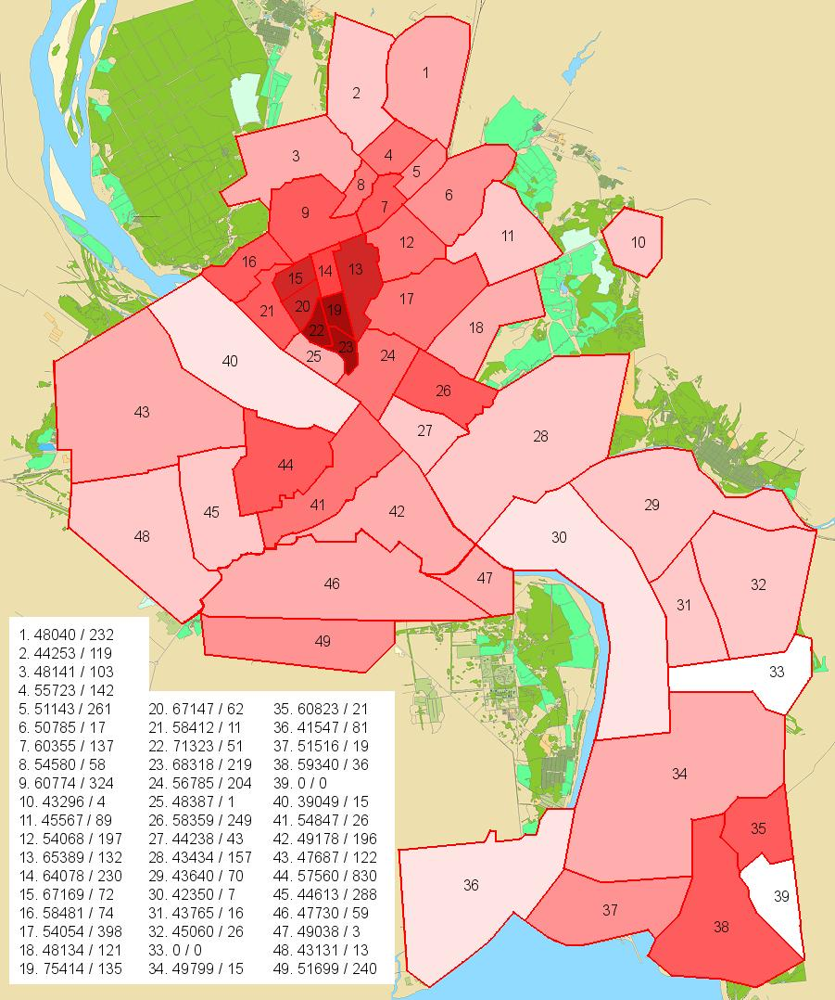 1
2
3
4
5
6
7
8
9
10
11
12
13
14
15
16
17
18
19
20
21
22
23
24
25
26
27
28
29
30
31
32
33
34
35
36
37
38
39
40
41
42
43
44
45
46
47
48
49
1. 48040 / 232
2. 44253 / 119
3. 48141 / 103
4. 55723 / 142
5. 51143 / 261
6. 50785 / 17
7. 60355 / 137
8. 54580 / 58
9. 60774 / 324
10. 43296 / 4
11. 45567 / 89
12. 54068 / 197
13. 65389 / 132
14. 64078 / 230
15. 67169 / 72
16. 58481 / 74
17. 54054 / 398
18. 48134 / 121
19. 75414 / 135
20. 67147 / 62
21. 58412 / 11
22. 71323 / 51
23. 68318 / 219
24. 56785 / 204
25. 48387 / 1
26. 58359 / 249
27. 44238 / 43
28. 43434 / 157
29. 43640 / 70
30. 42350 / 7
31. 43765 / 16
32. 45060 / 26
33. 0 / 0
34. 49799 / 15
35. 60823 / 21
36. 41547 / 81
37. 51516 / 19
38. 59340 / 36
39. 0 / 0
40. 39049 / 15
41. 54847 / 26
42. 49178 / 196
43. 47687 / 122
44. 57560 / 830
45. 44613 / 288
46. 47730 / 59
47. 49038 / 3
48. 43131 / 13
49. 51699 / 240